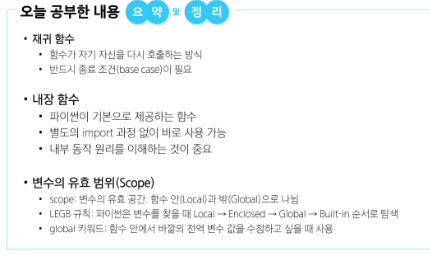 오늘 공부한 내용 요약 및 정리
• 재귀 함수
• 함수가 자기 자신을 다시 호출하는 방식
• 반드시 종료 조건(base case)이 필요
• 내장 함수
• 파이썬이 기본으로 제공하는 함수
• 별도의 import 과정 없이 바로 사용 가능
• 내부 동작 원리를 이해하는 것이 중요
• 변수의 유효 범위(Scope)
• scope: 변수의 유효 공간. 함수 안(Local)과 밖(Global)으로 나뉨
• LEGB 규칙: 파이썬은 변수를 찾을 때 Local → Enclosed → Global → Built-in 순서로 탐색
• global 키워드: 함수 안에서 바깥의 전역 변수 값을 수정하고 싶을 때 사용